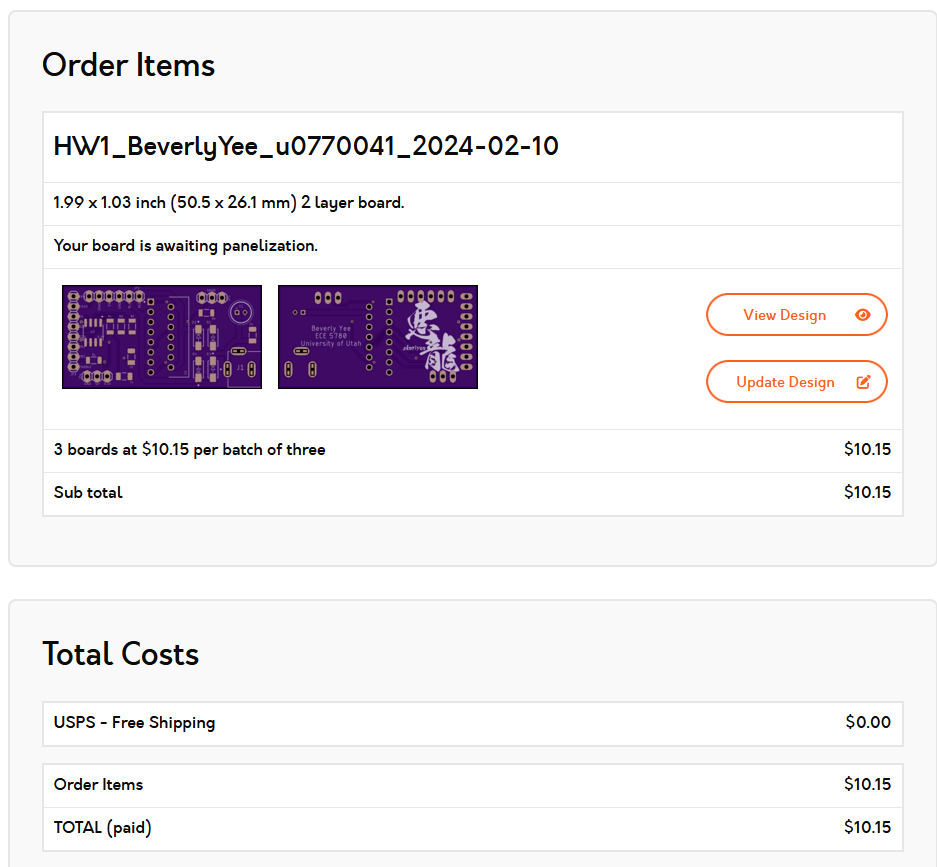 Order Items
HW1_BeverlyYee_u0770041_2024-02-10
1.99 x 1.03 inch (50.5 x 26.1 mm) 2 layer board.
Your board is awaiting panelization.
J1
Beverly Yee
ECE 5780
University of Utah
龍
View Design
Update Design
3 boards at $10.15 per batch of three $10.15
Sub total $10.15
Total Costs
USPS - Free Shipping $0.00
Order Items $10.15
TOTAL (paid) $10.15